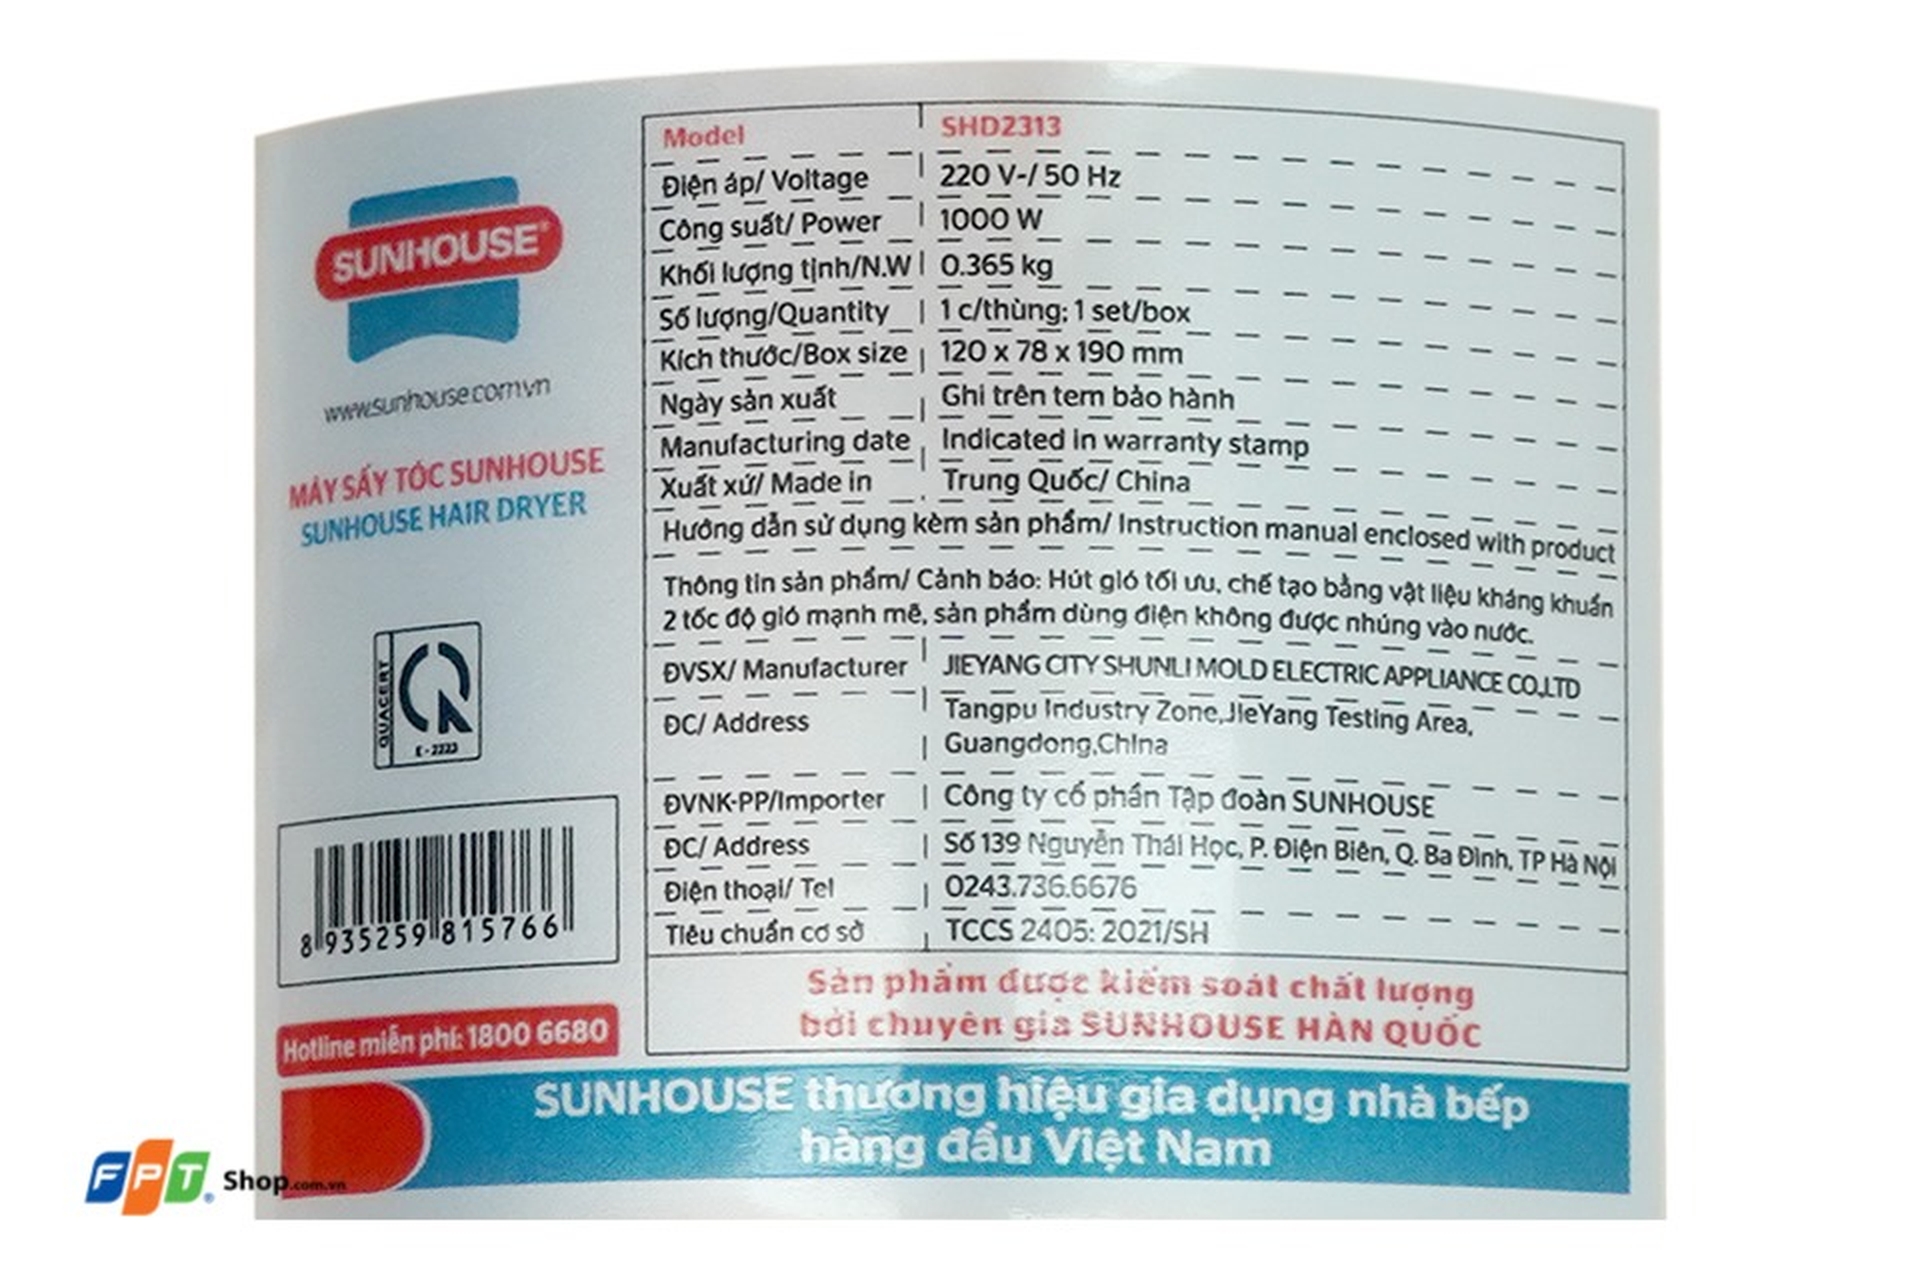 SUNHOUSE®
www.sunhouse.com.vn
MÁY SẤY TÓC SUNHOUSE
SUNHOUSE HAIR DRYER
QUACERT
E - 2223
8 935259 815766
Hotline miễn phí: 1800 6680
Model SHD2313
Điện áp/ Voltage 220 V~/ 50 Hz
Công suất/ Power 1000 W
Khối lượng tịnh/N.W 0.365 kg
Số lượng/Quantity 1 c/thùng; 1 set/box
Kích thước/Box size 120 x 78 x 190 mm
Ngày sản xuất Ghi trên tem bảo hành
Manufacturing date Indicated in warranty stamp
Xuất xứ/ Made in Trung Quốc/ China
Hướng dẫn sử dụng kèm sản phẩm/ Instruction manual enclosed with product
Thông tin sản phẩm/ Cảnh báo: Hút gió tối ưu, chế tạo bằng vật liệu kháng khuẩn
2 tốc độ gió mạnh mẽ, sản phẩm dùng điện không được nhúng vào nước.
ĐVSX/ Manufacturer JIEYANG CITY SHUNLI MOLD ELECTRIC APPLIANCE CO.,LTD
ĐC/ Address Tangpu Industry Zone,JieYang Testing Area,
Guangdong,China
ĐVNK-PP/Importer Công ty cổ phần Tập đoàn SUNHOUSE
ĐC/ Address Số 139 Nguyễn Thái Học, P. Điện Biên, Q. Ba Đình, TP Hà Nội
Điện thoại/ Tel 0243.736.6676
Tiêu chuẩn cơ sở TCCS 2405: 2021/SH
Sản phẩm được kiểm soát chất lượng
bởi chuyên gia SUNHOUSE HÀN QUỐC
SUNHOUSE thương hiệu gia dụng nhà bếp
hàng đầu Việt Nam
FPT® Shop.com.vn